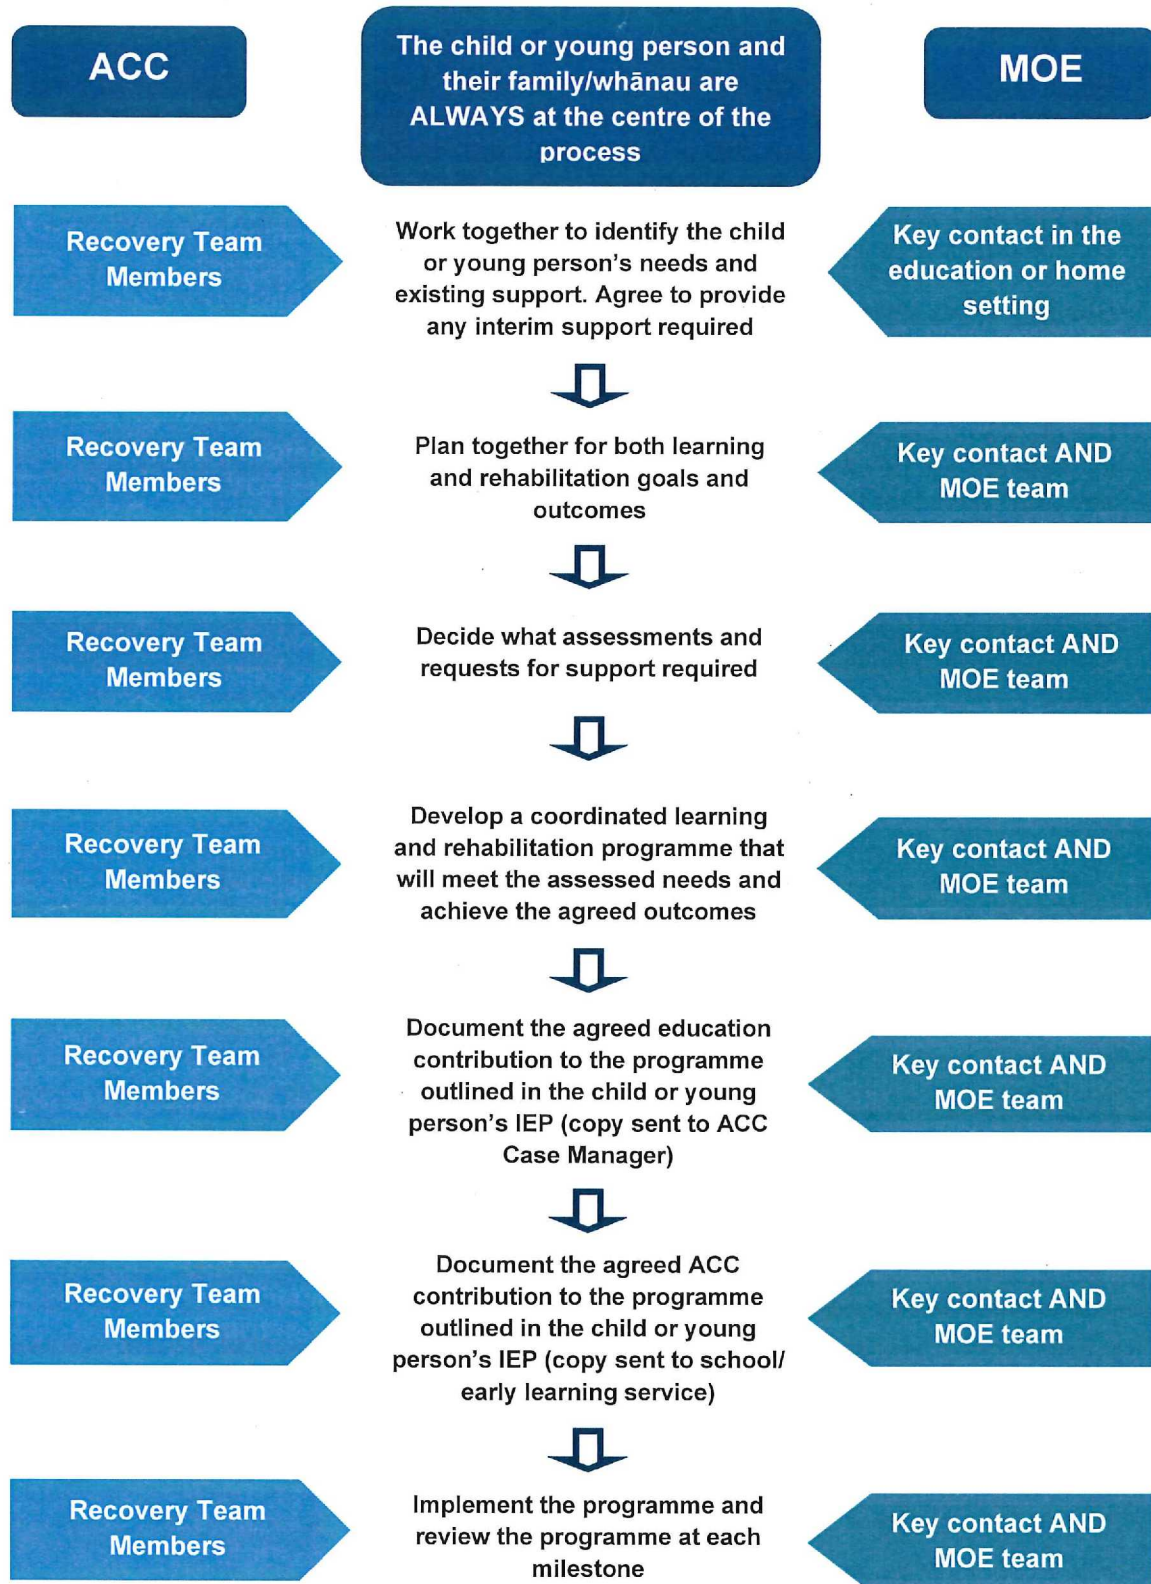 ACC
The child or young person and
their family/whānau are
ALWAYS at the centre of the
process
MOE
Recovery Team
Members
Work together to identify the child
or young person's needs and
existing support. Agree to provide
any interim support required
Key contact in the
education or home
setting
Recovery Team
Members
Plan together for both learning
and rehabilitation goals and
outcomes
Key contact AND
MOE team
Recovery Team
Members
Decide what assessments and
requests for support required
Key contact AND
MOE team
Recovery Team
Members
Develop a coordinated learning
and rehabilitation programme that
will meet the assessed needs and
achieve the agreed outcomes
Key contact AND
MOE team
Recovery Team
Members
Document the agreed education
contribution to the programme
outlined in the child or young
person's IEP (copy sent to ACC
Case Manager)
Key contact AND
MOE team
Recovery Team
Members
Document the agreed ACC
contribution to the programme
outlined in the child or young
person's IEP (copy sent to school/
early learning service)
Key contact AND
MOE team
Recovery Team
Members
Implement the programme and
review the programme at each
milestone
Key contact AND
MOE team